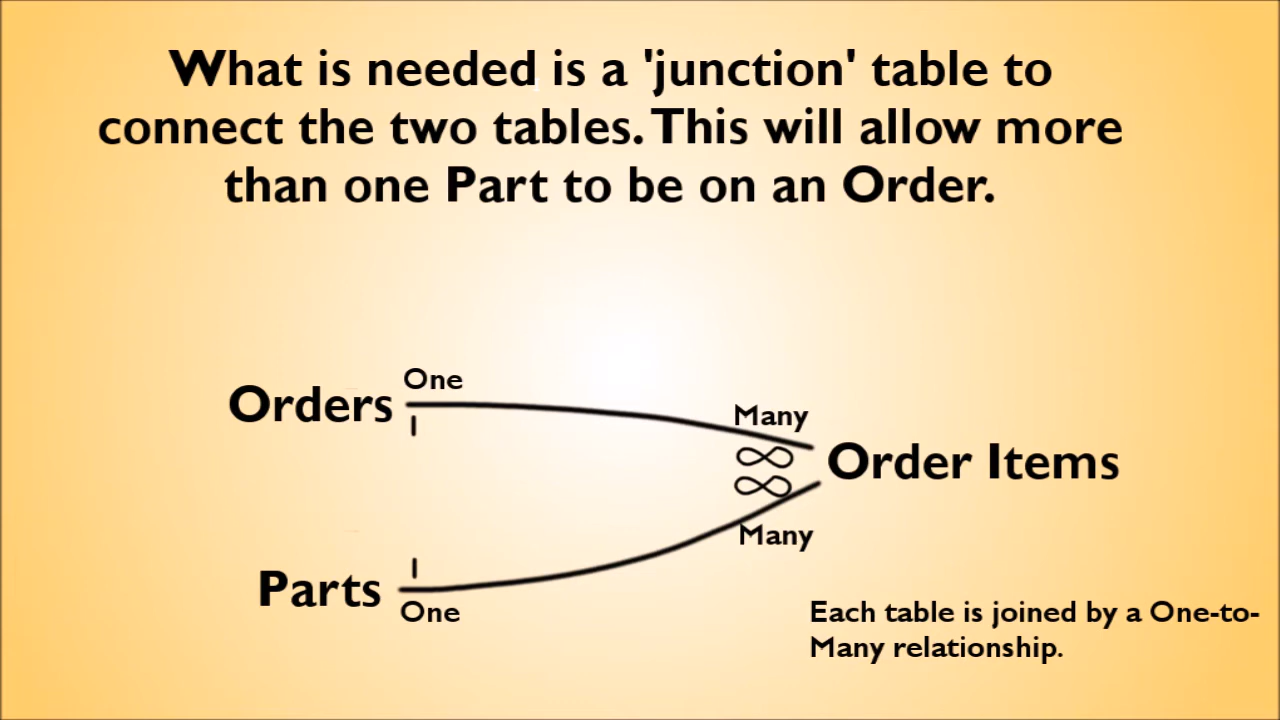 What is needed is a 'junction' table to
connect the two tables. This will allow more
than one Part to be on an Order.
One
Orders
Many
Order Items
Many
Parts
One
Each table is joined by a One-to-
Many relationship.